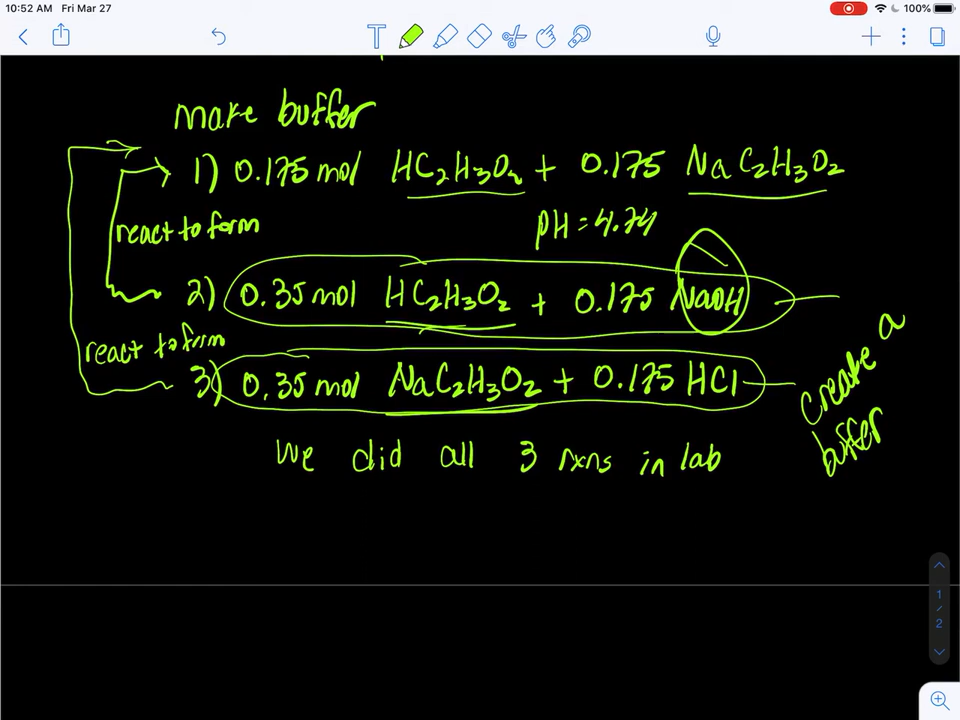 10:52 AM Fri Mar 27
100%
T
make buffer
1) 0.175 mol HC₂H₃O₂ + 0.175 NaC₂H₃O₂
react to form
pH = 4.74
2) 0.35 mol HC₂H₃O₂ + 0.175 NaOH
react to form
3) 0.35 mol NaC₂H₃O₂ + 0.175 HCl
create a
buffer
We did all 3 rxns in lab
1
/
2